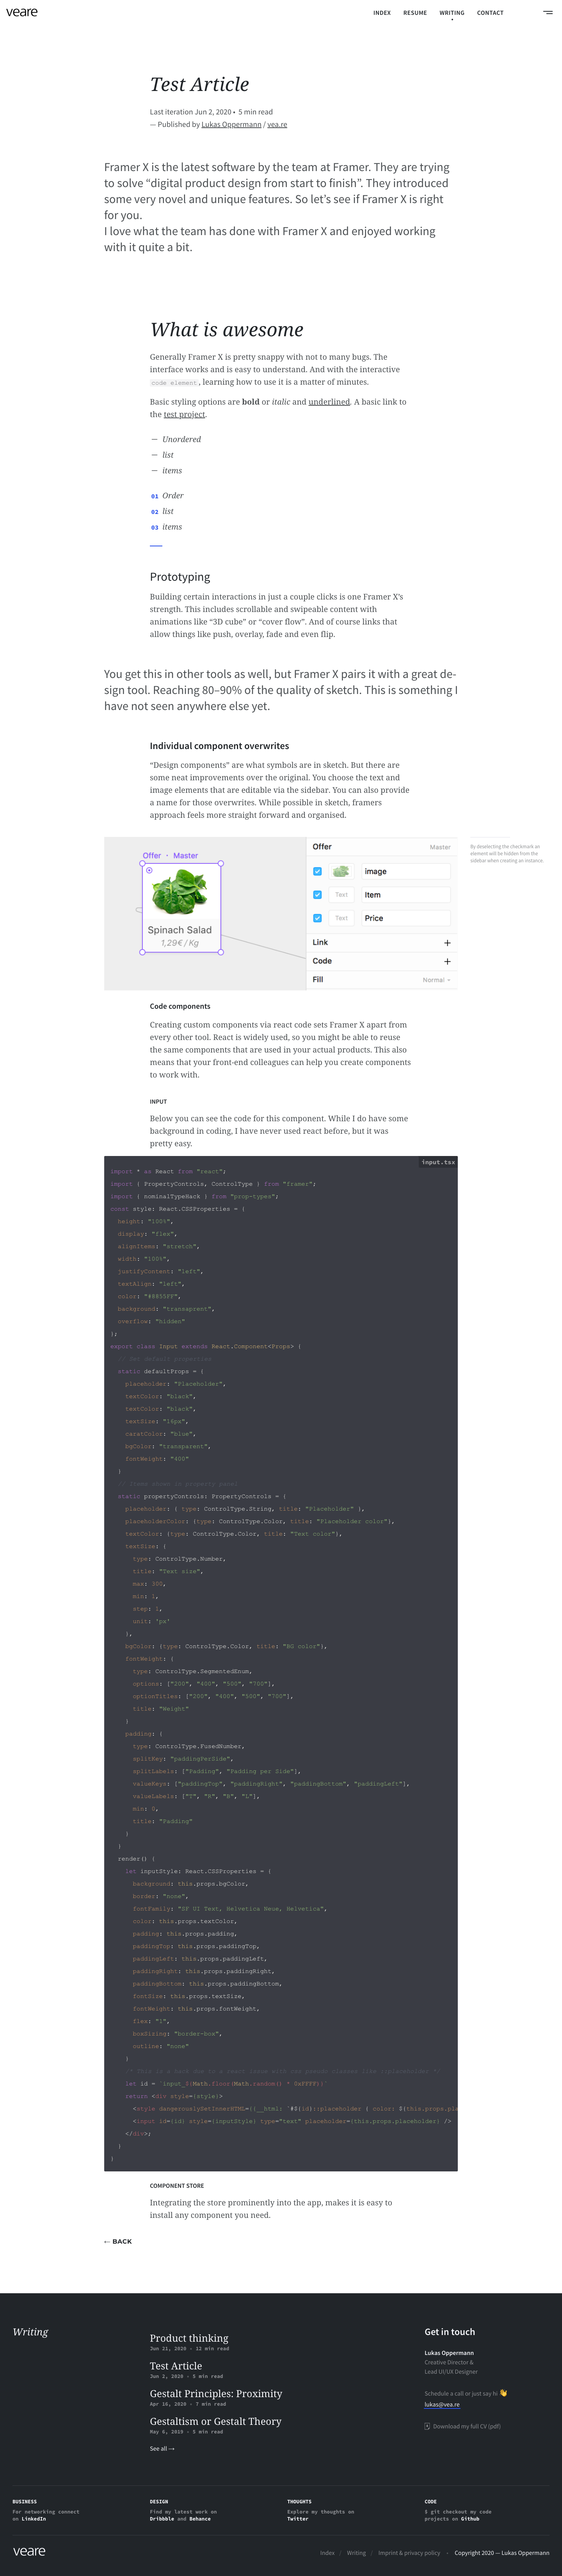 veare
INDEX
RESUME
WRITING
CONTACT
Test Article
Last iteration Jun 2, 2020 • 5 min read
— Published by Lukas Oppermann / vea.re
Framer X is the latest software by the team at Framer. They are trying
to solve “digital product design from start to finish”. They introduced
some very novel and unique features. So let’s see if Framer X is right
for you.
I love what the team has done with Framer X and enjoyed working
with it quite a bit.
What is awesome
Generally Framer X is pretty snappy with not to many bugs. The
interface works and is easy to understand. And with the interactive
code element, learning how to use it is a matter of minutes.
Basic styling options are bold or italic and underlined. A basic link to
the test project.
— Unordered
— list
— items
01 Order
02 list
03 items
Prototyping
Building certain interactions in just a couple clicks is one Framer X’s
strength. This includes scrollable and swipeable content with
animations like “3D cube” or “cover flow”. And of course links that
allow things like push, overlay, fade and even flip.
You get this in other tools as well, but Framer X pairs it with a great de-
sign tool. Reaching 80–90% of the quality of sketch. This is something I
have not seen anywhere else yet.
Individual component overwrites
“Design components” are what symbols are in sketch. But there are
some neat improvements over the original. You choose the text and
image elements that are editable via the sidebar. You can also provide
a name for those overwrites. While possible in sketch, framers
approach feels more straight forward and organised.
Offer · Master
Spinach Salad
1,29€ / Kg
Offer
Master
image
Text
Item
Text
Price
Link
Code
Fill
Normal
By deselecting the checkmark an
element will be hidden from the
sidebar when creating an instance.
Code components
Creating custom components via react code sets Framer X apart from
every other tool. React is widely used, so you might be able to reuse
the same components that are used in your actual products. This also
means that your front-end colleagues can help you create components
to work with.
INPUT
Below you can see the code for this component. While I do have some
background in coding, I have never used react before, but it was
pretty easy.
input.tsx
import * as React from "react";
import { PropertyControls, ControlType } from "framer";
import { nominalTypeHack } from "prop-types";
const style: React.CSSProperties = {
height: "100%",
display: "flex",
alignItems: "stretch",
width: "100%",
justifyContent: "left",
textAlign: "left",
color: "#8855FF",
background: "transparent",
overflow: "hidden"
};
export class Input extends React.Component<Props> {
// Set default properties
static defaultProps = {
placeholder: "Placeholder",
textColor: "black",
textColor: "black",
textSize: "16px",
caratColor: "blue",
bgColor: "transparent",
fontWeight: "400"
}
// Items shown in property panel
static propertyControls: PropertyControls = {
placeholder: { type: ControlType.String, title: "Placeholder" },
placeholderColor: {type: ControlType.Color, title: "Placeholder color"},
textColor: {type: ControlType.Color, title: "Text color"},
textSize: {
type: ControlType.Number,
title: "Text size",
max: 300,
min: 1,
step: 1,
unit: 'px'
},
bgColor: {type: ControlType.Color, title: "BG color"},
fontWeight: {
type: ControlType.SegmentedEnum,
options: ["200", "400", "500", "700"],
optionTitles: ["200", "400", "500", "700"],
title: "Weight"
}
padding: {
type: ControlType.FusedNumber,
splitKey: "paddingPerSide",
splitLabels: ["Padding", "Padding per Side"],
valueKeys: ["paddingTop", "paddingRight", "paddingBottom", "paddingLeft"],
valueLabels: ["T", "R", "B", "L"],
min: 0,
title: "Padding"
}
}
render() {
let inputStyle: React.CSSProperties = {
background: this.props.bgColor,
border: "none",
fontFamily: "SF UI Text, Helvetica Neue, Helvetica",
color: this.props.textColor,
padding: this.props.padding,
paddingTop: this.props.paddingTop,
paddingLeft: this.props.paddingLeft,
paddingRight: this.props.paddingRight,
paddingBottom: this.props.paddingBottom,
fontSize: this.props.textSize,
fontWeight: this.props.fontWeight,
flex: "1",
boxSizing: "border-box",
outline: "none"
}
let id = `input_${Math.floor(Math.random() * 0xFFFF)}`
return <div style={style}>
<style dangerouslySetInnerHTML={{__html: `#${id}::placeholder { color: ${this.props.pla
<input id={id} style={inputStyle} type="text" placeholder={this.props.placeholder} />
</div>;
}
}
COMPONENT STORE
Integrating the store prominently into the app, makes it is easy to
install any component you need.
← BACK
Writing
Product thinking
Jun 21, 2020 - 12 min read
Test Article
Jun 2, 2020 - 5 min read
Gestalt Principles: Proximity
Apr 16, 2020 - 7 min read
Gestaltism or Gestalt Theory
May 6, 2019 - 5 min read
See all →
Get in touch
Lukas Oppermann
Creative Director &
Lead UI/UX Designer
Schedule a call or just say hi 👋
lukas@vea.re
Download my full CV (pdf)
BUSINESS
For networking connect
on LinkedIn
DESIGN
Find my latest work on
Dribbble and Behance
THOUGHTS
Explore my thoughts on
Twitter
CODE
$ git checkout my code
projects on Github
veare
Index / Writing / Imprint & privacy policy · Copyright 2020 — Lukas Oppermann